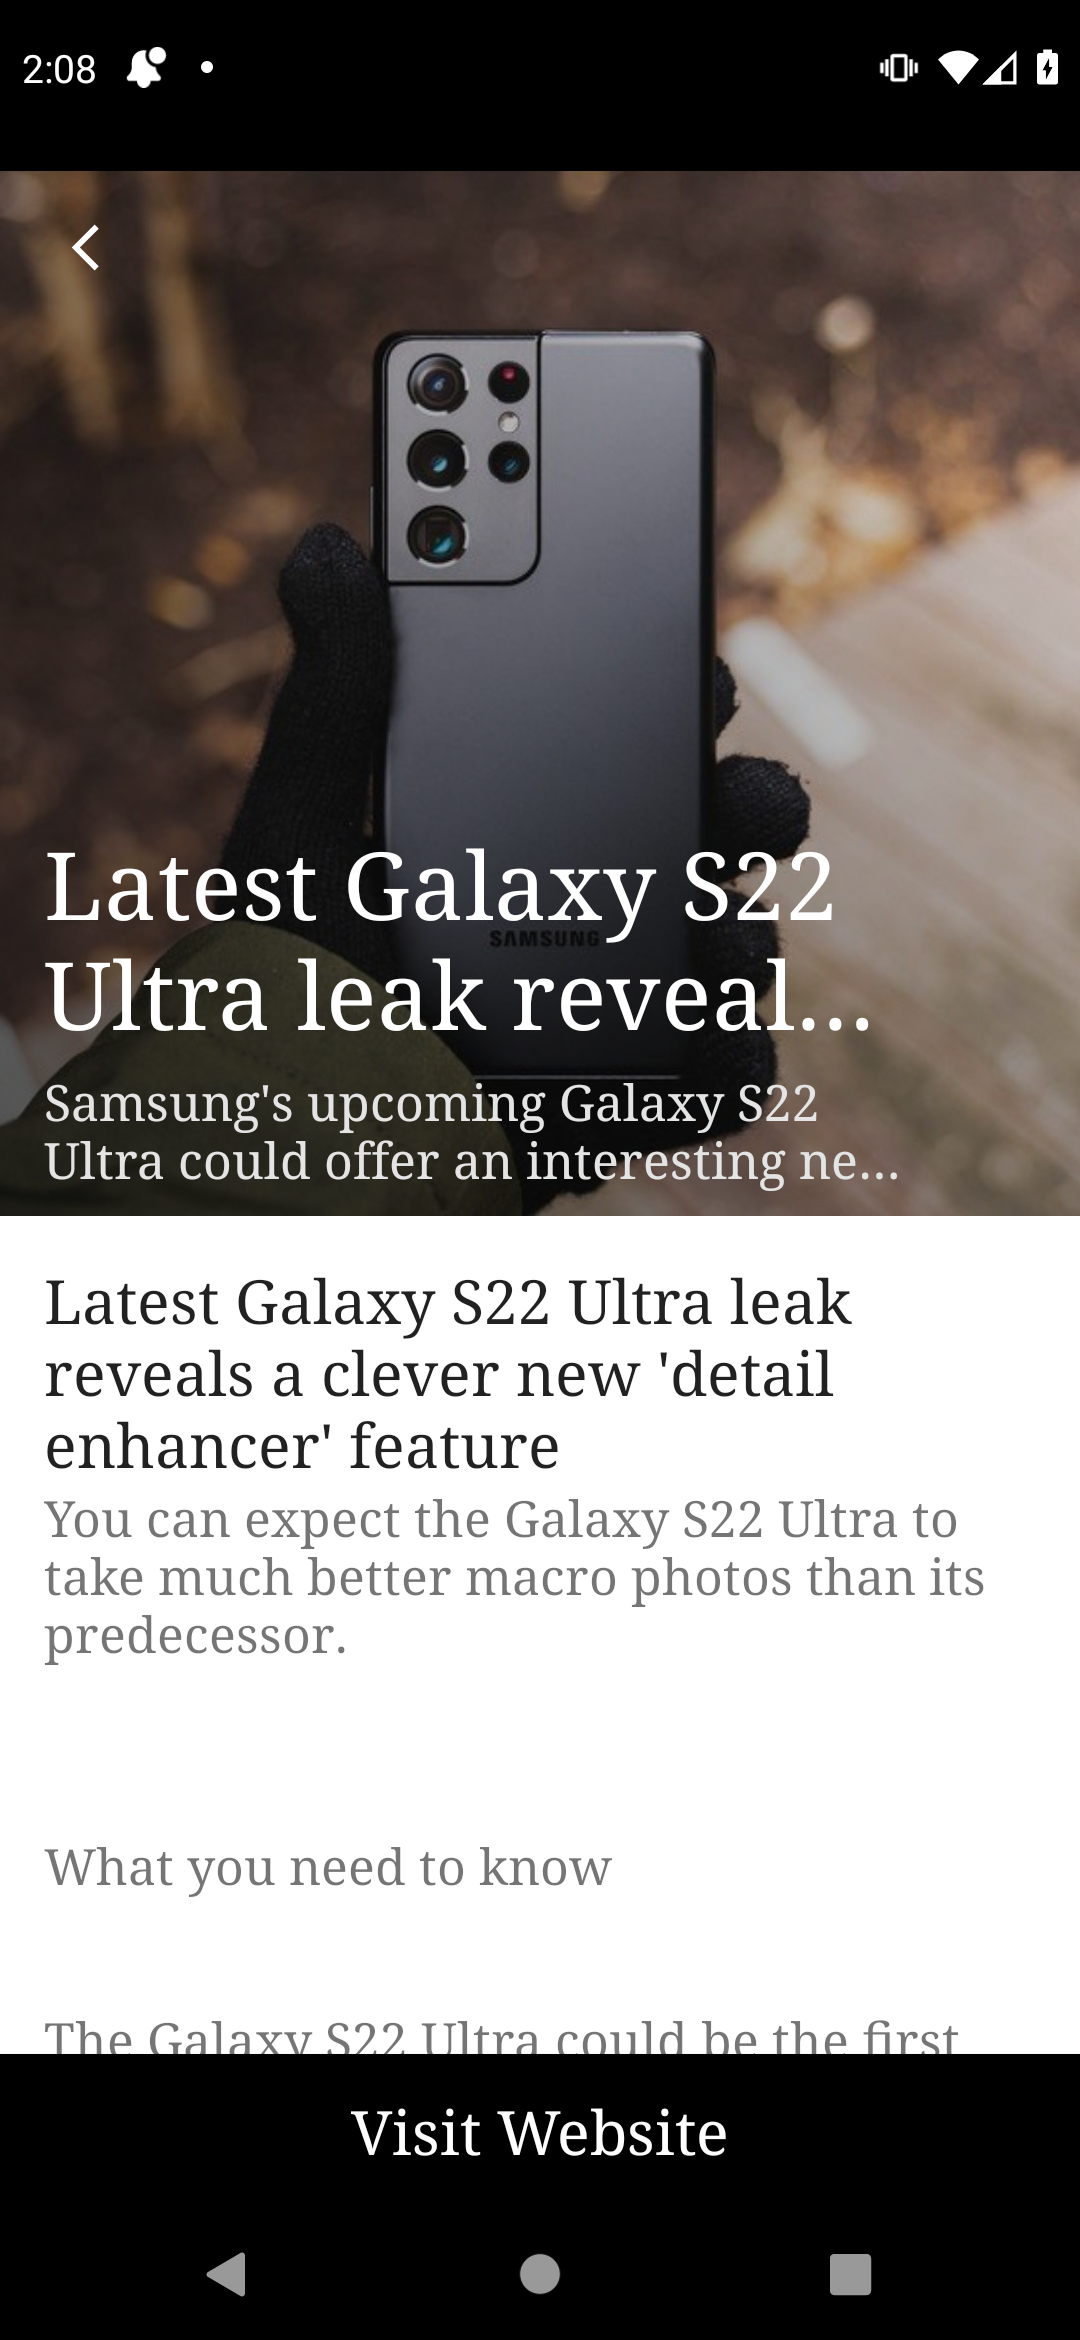 2:08
Latest Galaxy S22
SAMSUNG
Ultra leak reveal...
Samsung's upcoming Galaxy S22
Ultra could offer an interesting ne...
Latest Galaxy S22 Ultra leak
reveals a clever new 'detail
enhancer' feature
You can expect the Galaxy S22 Ultra to
take much better macro photos than its
predecessor.
What you need to know
The Galaxy S22 Ultra could be the first
Visit Website